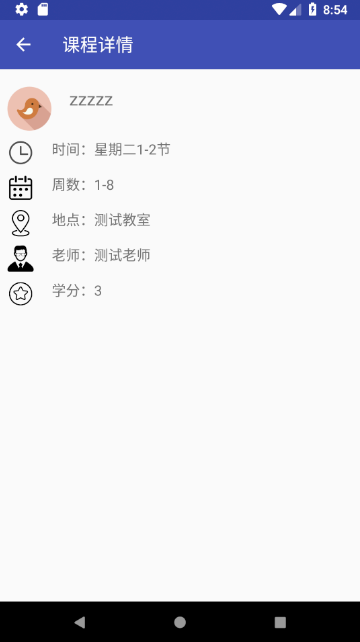 8:54
课程详情
zzzzz
时间：星期二1-2节
周数：1-8
地点：测试教室
老师：测试老师
学分：3